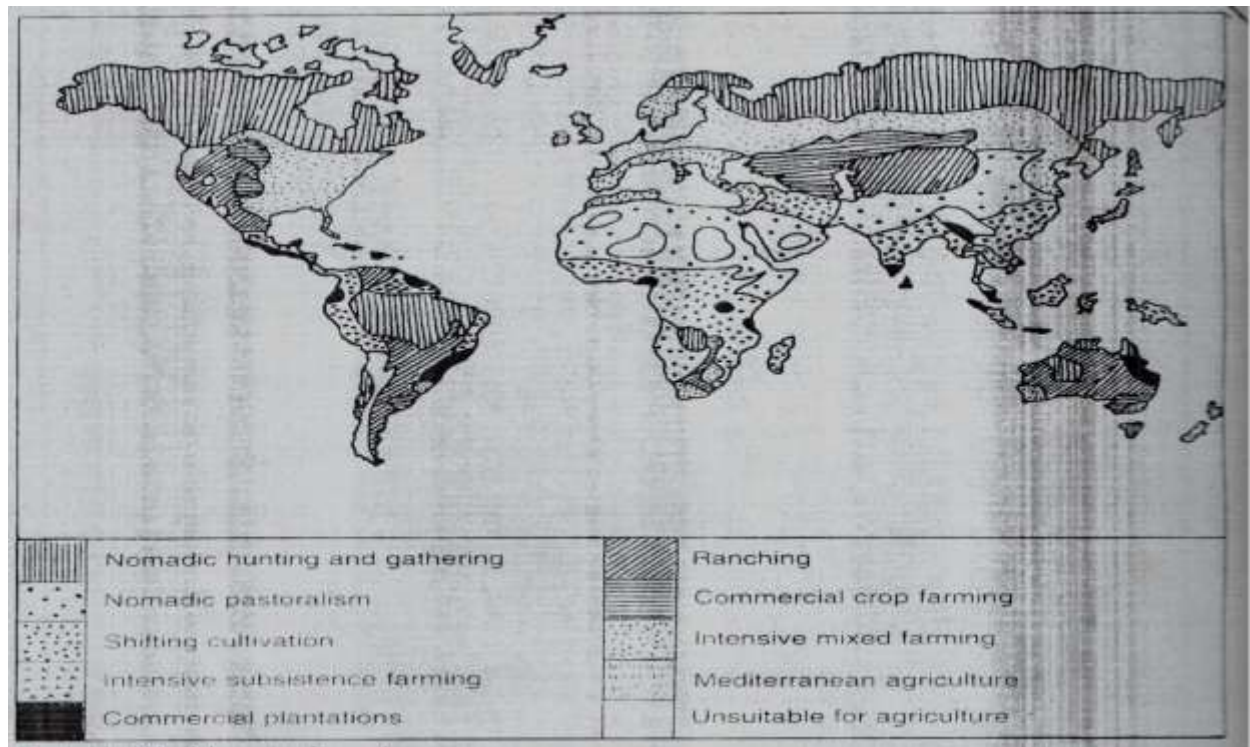 Nomadic hunting and gathering
Nomadic pastoralism
Shifting cultivation
Intensive subsistence farming
Commercial plantations
Ranching
Commercial crop farming
Intensive mixed farming
Mediterranean agriculture
Unsuitable for agriculture